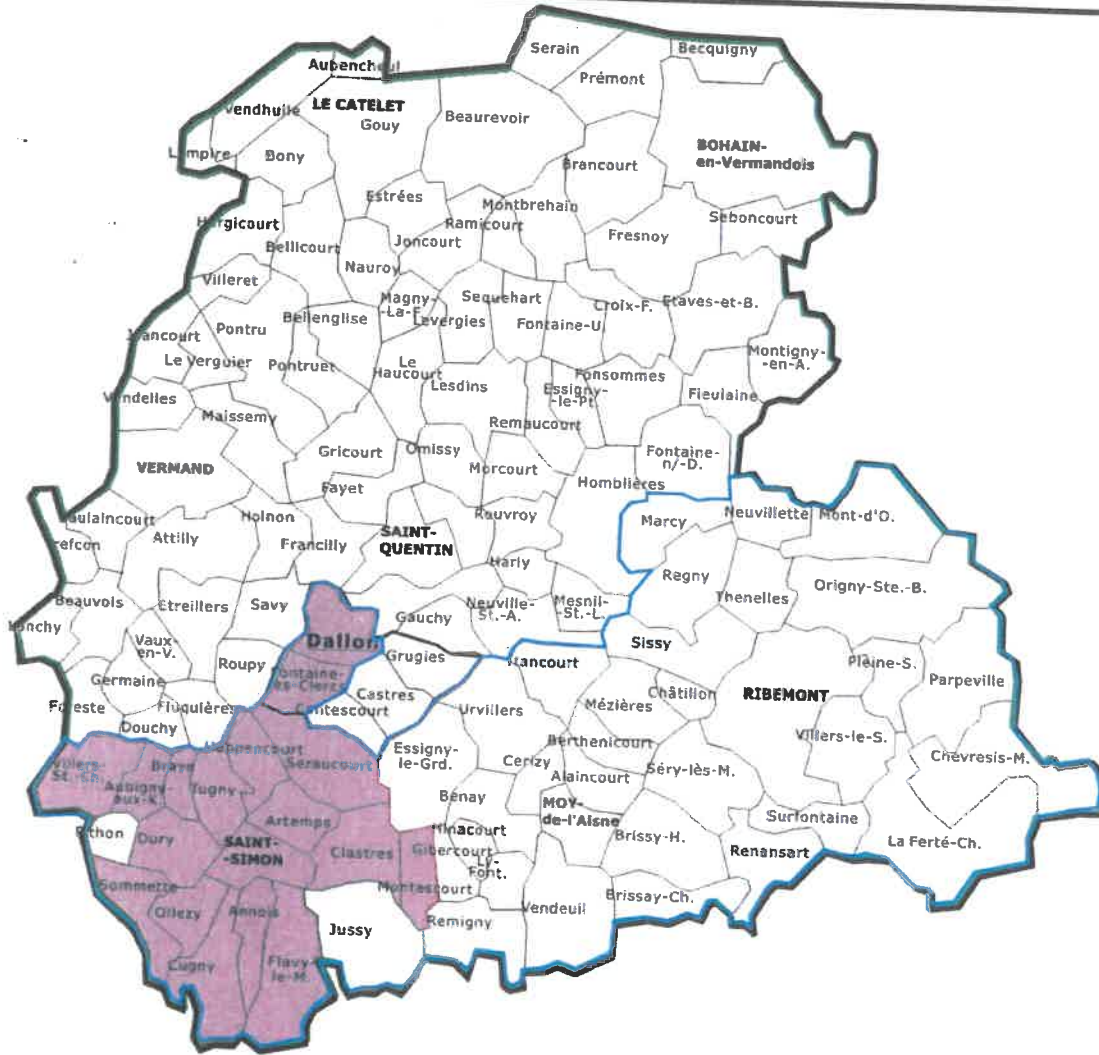 Serain
Becquigny
Prémont
Aubencheul
Vendhuile
LE CATELET
Gouy
Beaurevoir
BOHAIN-
en-Vermandois
Lempire
Bony
Brancourt
Estrées
Montbrehain
Ramicourt
Seboncourt
Hargicourt
Bellicourt
Joncourt
Fresnoy
Nauroy
Villeret
Magny-
-La-F.
Sequehart
Croix-F.
Etaves-et-B.
Bellenglise
Levergies
Fontaine-U.
Pontru
Jeancourt
Le Verguier
Pontruet
Le
Haucourt
Lesdins
Fonsommes
Montigny-
en-A.
Essigny-
-le-Pt
Fieulaine
Vendelles
Maissemy
Remaucourt
Gricourt
Omissy
Fontaine-
n/-D.
VERMAND
Morcourt
Homblières
Fayet
Caulaincourt
Holnon
Rouvroy
Marcy
Neuvillette
Mont-d'O.
Trefcon
Attilly
Francilly
SAINT-
QUENTIN
Harly
Regny
Origny-Ste.-B.
Thenelles
Beauvois
Etreillers
Savy
Gauchy
Neuville-
St.-A.
Mesnil-
St.-L.
Lanchy
Vaux-
en-V.
Dallon
Sissy
Roupy
Grugies
Itancourt
Pleine-S.
Germaine
Fontaine-
les-Clercs
Castres
Châtillon
RIBEMONT
Parpeville
Foreste
Fluquières
Contescourt
Urvillers
Mézières
Douchy
Happencourt
Essigny-
le-Grd.
Berthenicourt
Villers-le-S.
Villers-
St.-Ch.
Bray
Seraucourt
Cerizy
Séry-lès-M.
Chevresis-M.
Aubigny-
aux-K.
Tugny
Benay
Alaincourt
Artemps
MOY-
de-l'Aisne
Surfontaine
Pithon
Dury
SAINT-
-SIMON
Hinacourt
Brissy-H.
Clastres
Gibercourt
Renansart
La Ferté-Ch.
Ly-
Font.
Sommette
Montescourt
Ollezy
Annois
Vendeuil
Brissay-Ch.
Remigny
Jussy
Cugny
Flavy-
le-M.